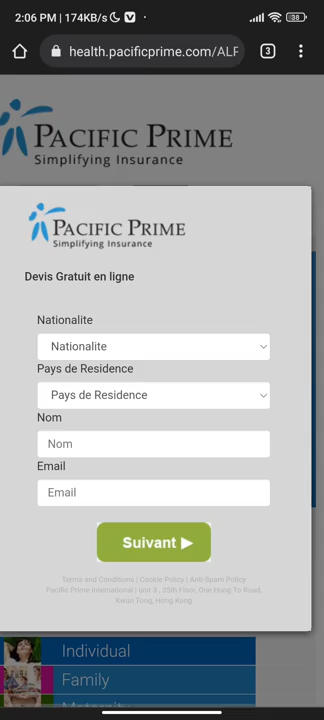 2:06 PM | 174KB/s
38
health.pacificprime.com/ALF
3
PACIFIC PRIME
Simplifying Insurance
PACIFIC PRIME
Simplifying Insurance
Devis Gratuit en ligne
Nationalite
Nationalite
Pays de Residence
Pays de Residence
Nom
Nom
Email
Email
Suivant ▶
Terms and Conditions | Cookie Policy | Anti-Spam Policy
Pacific Prime International | unit 3 , 35th Floor, One Hung To Road,
Kwun Tong, Hong Kong
Individual
Family
Maternity